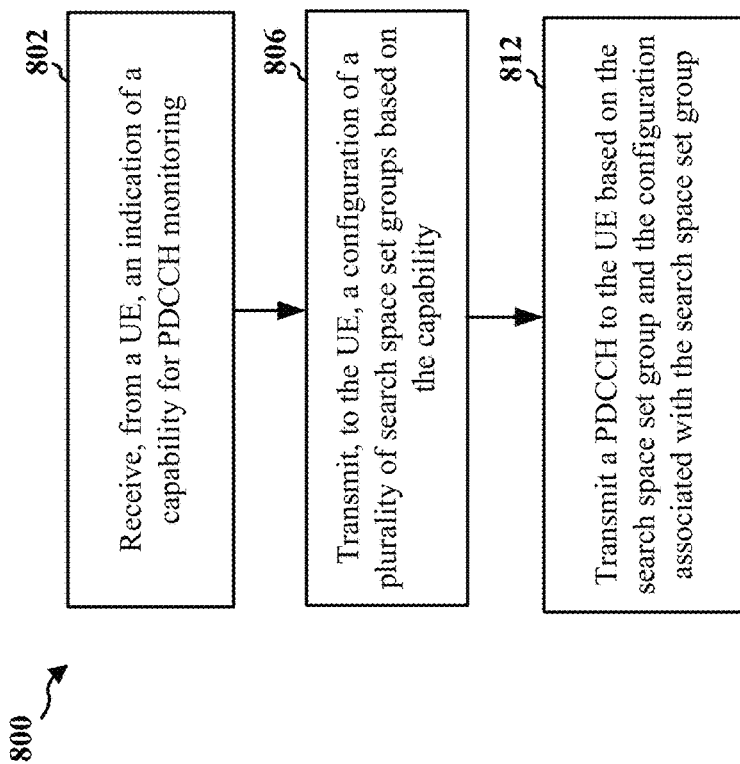 800
802
Receive, from a UE, an indication of a
capability for PDCCH monitoring
806
Transmit, to the UE, a configuration of a
plurality of search space set groups based on
the capability
812
Transmit a PDCCH to the UE based on the
search space set group and the configuration
associated with the search space set group